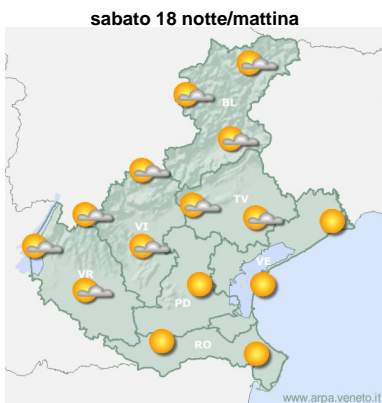 sabato 18 notte/mattina
BL
TV
VI
VE
VR
PD
RO
www.arpa.veneto.it